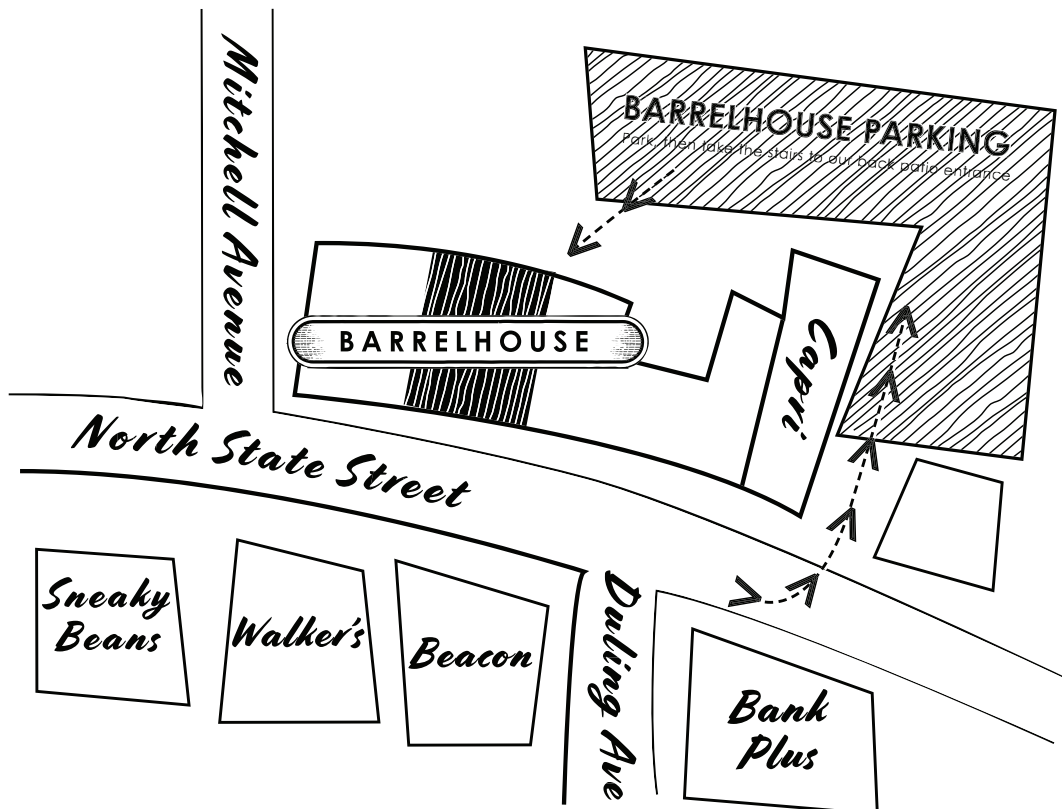 Mitchell Avenue
BARRELHOUSE PARKING
Park, then take the stairs to our back patio entrance
BARRELHOUSE
Capri
North State Street
Sneaky
Beans
Walker's
Beacon
Duling Ave
Bank
Plus